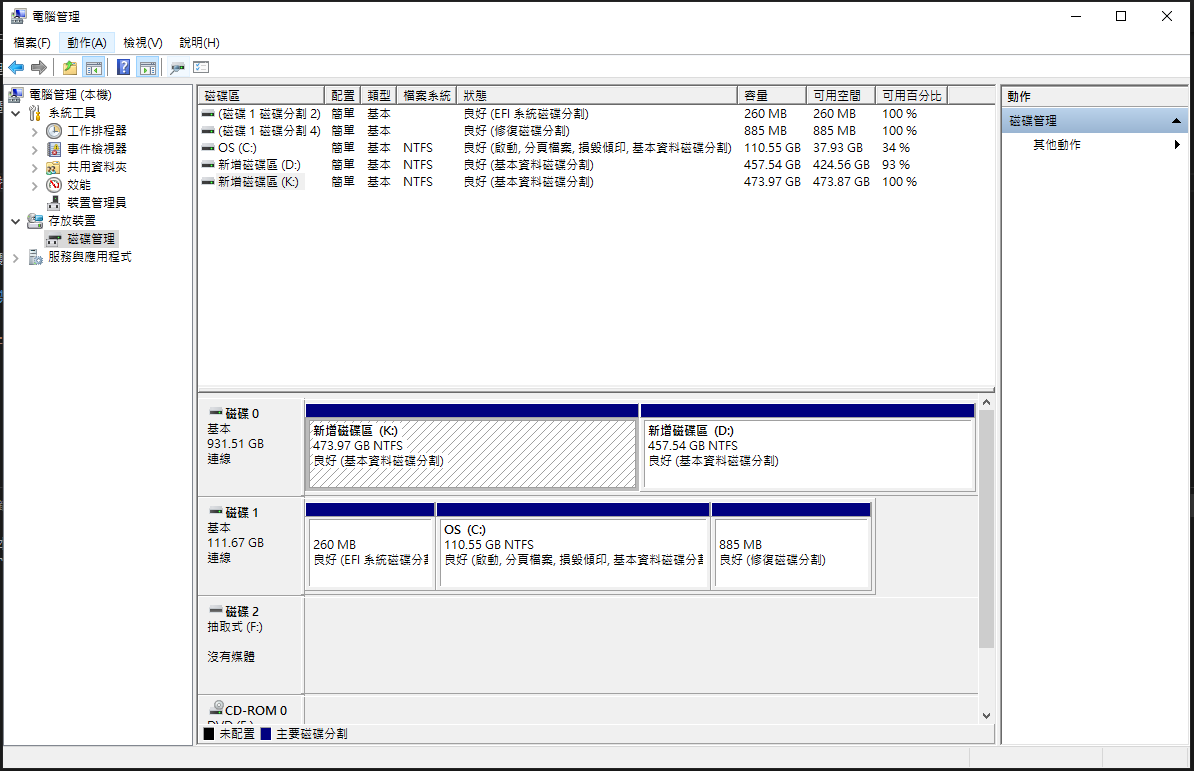 電腦管理
檔案(F) 動作(A) 檢視(V) 說明(H)
電腦管理 (本機)
系統工具
工作排程器
事件檢視器
共用資料夾
效能
裝置管理員
存放裝置
磁碟管理
服務與應用程式
磁碟區 配置 類型 檔案系統 狀態 容量 可用空間 可用百分比
(磁碟 1 磁碟分割 2) 簡單 基本 良好 (EFI 系統磁碟分割) 260 MB 260 MB 100 %
(磁碟 1 磁碟分割 4) 簡單 基本 良好 (修復磁碟分割) 885 MB 885 MB 100 %
OS (C:) 簡單 基本 NTFS 良好 (啟動, 分頁檔案, 損毀傾印, 基本資料磁碟分割) 110.55 GB 37.93 GB 34 %
新增磁碟區 (D:) 簡單 基本 NTFS 良好 (基本資料磁碟分割) 457.54 GB 424.56 GB 93 %
新增磁碟區 (K:) 簡單 基本 NTFS 良好 (基本資料磁碟分割) 473.97 GB 473.87 GB 100 %
磁碟 0
基本
931.51 GB
連線
新增磁碟區 (K:)
473.97 GB NTFS
良好 (基本資料磁碟分割)
新增磁碟區 (D:)
457.54 GB NTFS
良好 (基本資料磁碟分割)
磁碟 1
基本
111.67 GB
連線
260 MB
良好 (EFI 系統磁碟分
OS (C:)
110.55 GB NTFS
良好 (啟動, 分頁檔案, 損毀傾印, 基本資料磁碟分
885 MB
良好 (修復磁碟分割)
磁碟 2
抽取式 (F:)
沒有媒體
CD-ROM 0
未配置 主要磁碟分割
動作
磁碟管理
其他動作